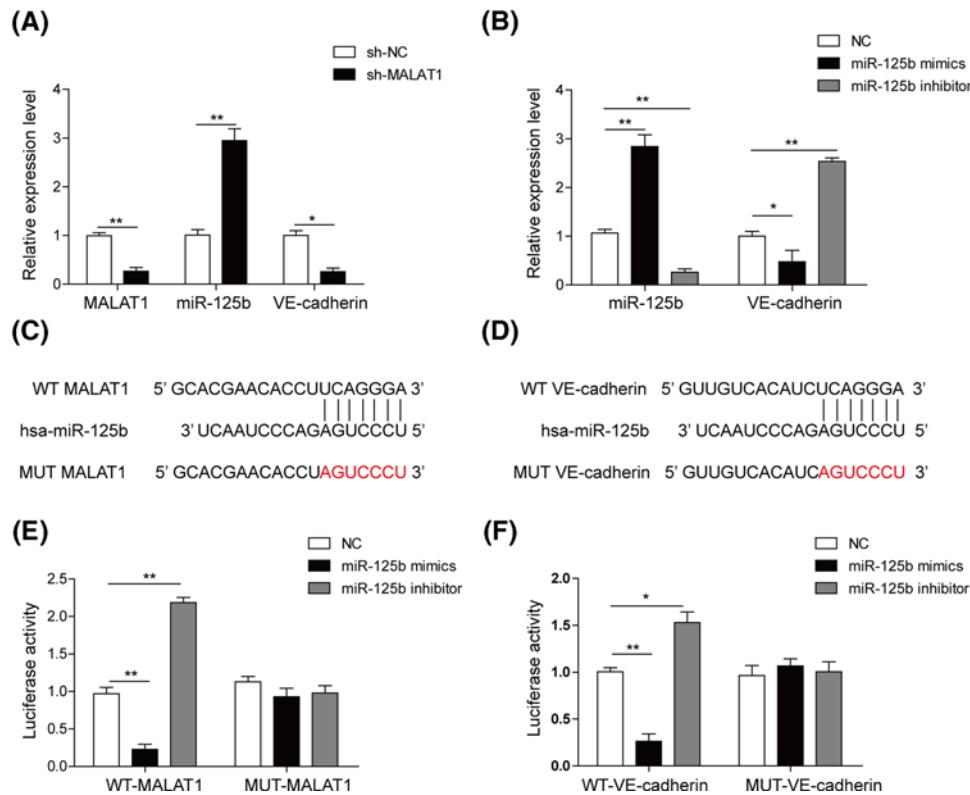 (A)
sh-NC
sh-MALAT1
Relative expression level
4
3
2
1
0
**
**
*
MALAT1 miR-125b VE-cadherin
(B)
NC
miR-125b mimics
miR-125b inhibitor
Relative expression level
4
3
2
1
0
**
**
**
*
miR-125b VE-cadherin
(C)
WT MALAT1 5' GCACGAACACCUUCAGGGA 3'
hsa-miR-125b 3' UCAAUCCCAGAGUCCCU 5'
MUT MALAT1 5' GCACGAACACCUAGUCCCU 3'
(D)
WT VE-cadherin 5' GUUGUCACAUCUCAGGGA 3'
hsa-miR-125b 3' UCAAUCCCAGAGUCCCU 5'
MUT VE-cadherin 5' GUUGUCACAUCAGUCCCU 3'
(E)
NC
miR-125b mimics
miR-125b inhibitor
Luciferase activity
2.5
2.0
1.5
1.0
0.5
0.0
**
**
WT-MALAT1 MUT-MALAT1
(F)
NC
miR-125b mimics
miR-125b inhibitor
Luciferase activity
2.0
1.5
1.0
0.5
0.0
*
**
WT-VE-cadherin MUT-VE-cadherin